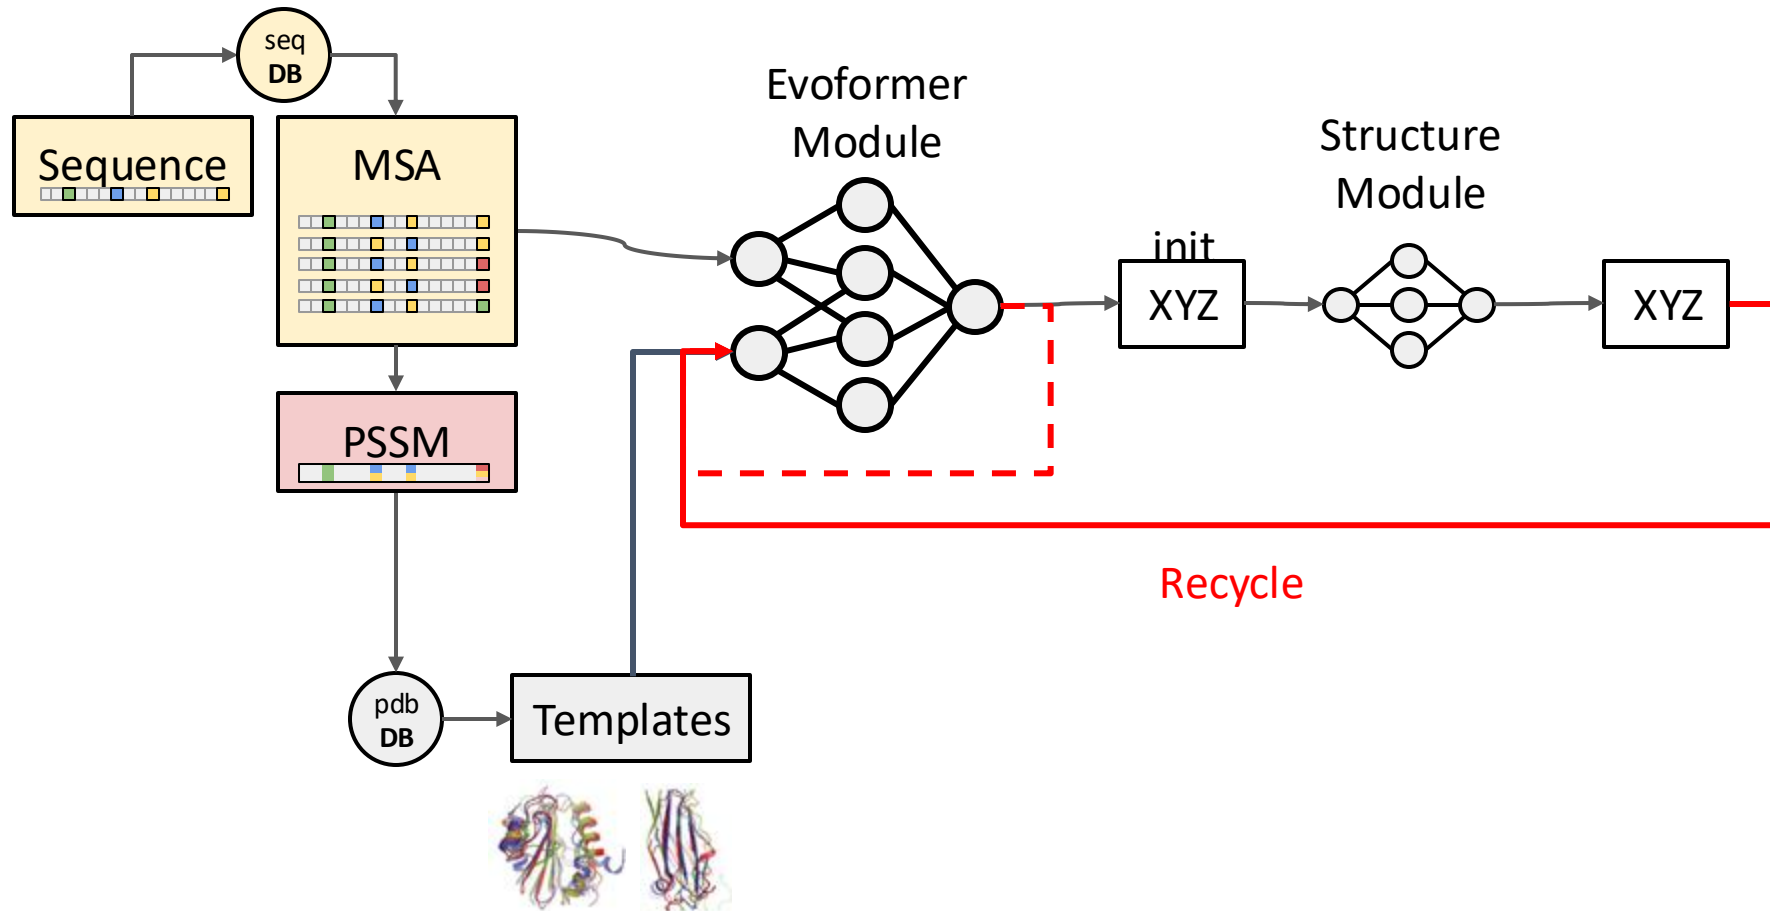 seq
DB
Sequence
MSA
PSSM
pdb
DB
Templates
Evoformer
Module
init
XYZ
Structure
Module
XYZ
Recycle